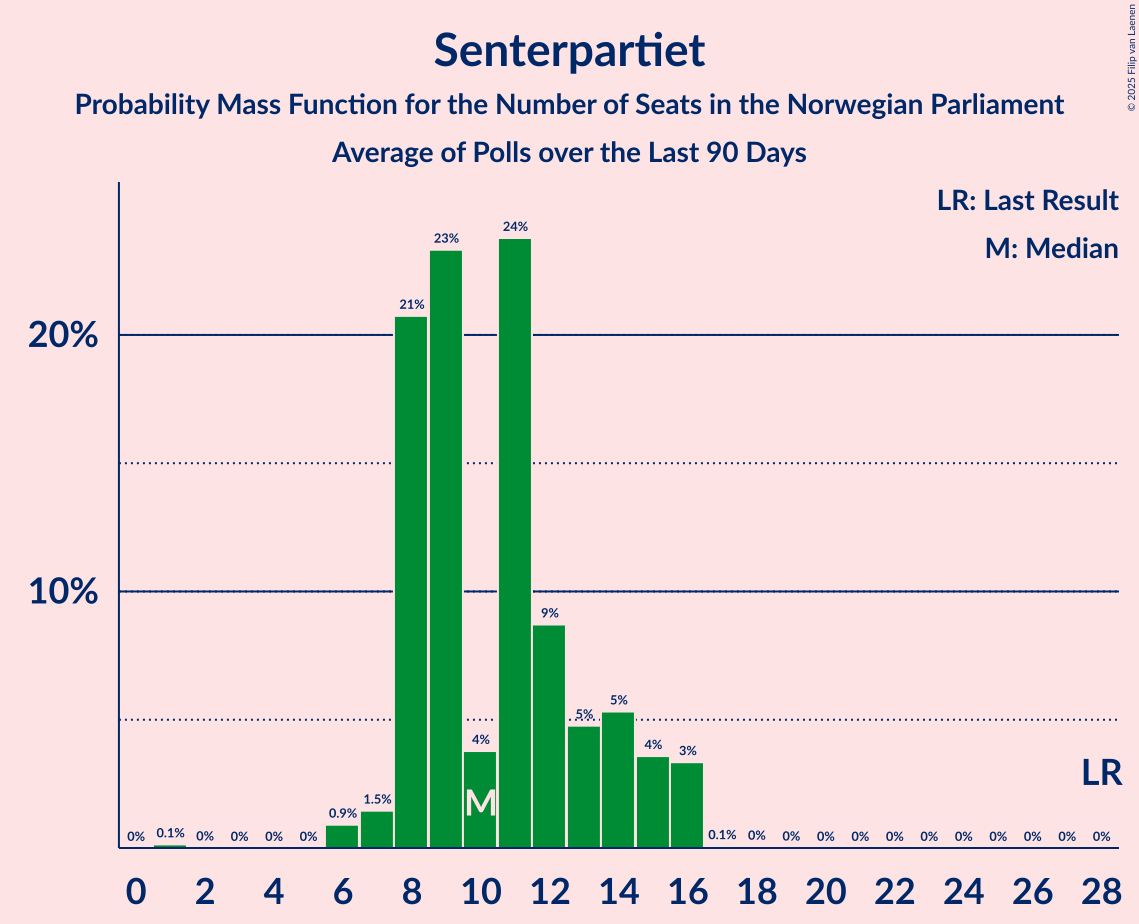 Senterpartiet
Probability Mass Function for the Number of Seats in the Norwegian Parliament
Average of Polls over the Last 90 Days
© 2025 Filip van Laenen
LR: Last Result
M: Median
20%
10%
0% 0.1% 0% 0% 0% 0% 0.9% 1.5% 21% 23% 4% 24% 9% 5% 5% 4% 3% 0.1% 0% 0% 0% 0% 0% 0% 0% 0% 0% 0% 0%
M
LR
0 2 4 6 8 10 12 14 16 18 20 22 24 26 28